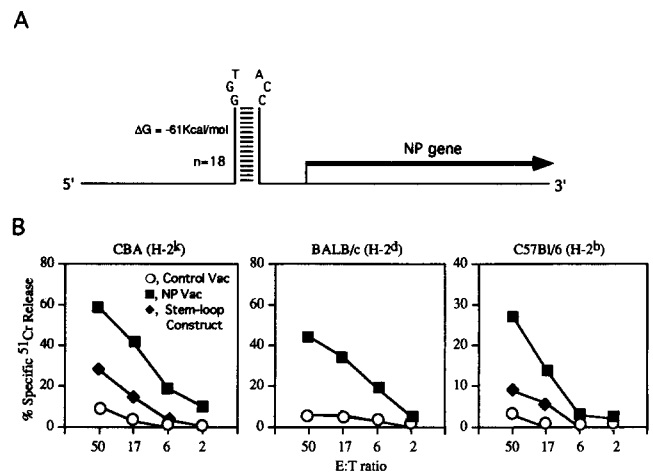 A
T A
G C
G C
G C
ΔG = -61Kcal/mol
n=18
NP gene
5' 3'
B
CBA (H-2k) BALB/c (H-2d) C57Bl/6 (H-2b)
80 80 40
○, Control Vac
■, NP Vac
◆, Stem-loop
Construct
60 60 30
40 40 20
20 20 10
0 0 0
50 17 6 2 50 17 6 2 50 17 6 2
% Specific 51Cr Release
E:T ratio